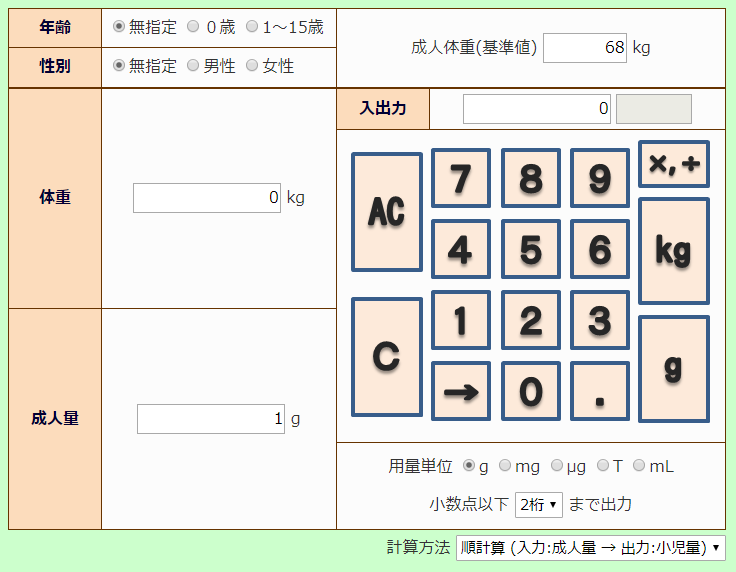 年齢 無指定 ０歳 1～15歳
成人体重(基準値) 68 kg
性別 無指定 男性 女性
入出力 0
体重 0 kg
AC 7 8 9 ×,÷
4 5 6 kg
C 1 2 3 g
→ 0 .
成人量 1 g
用量単位 g mg μg T mL
小数点以下 2桁 まで出力
計算方法 順計算 (入力:成人量 → 出力:小児量)